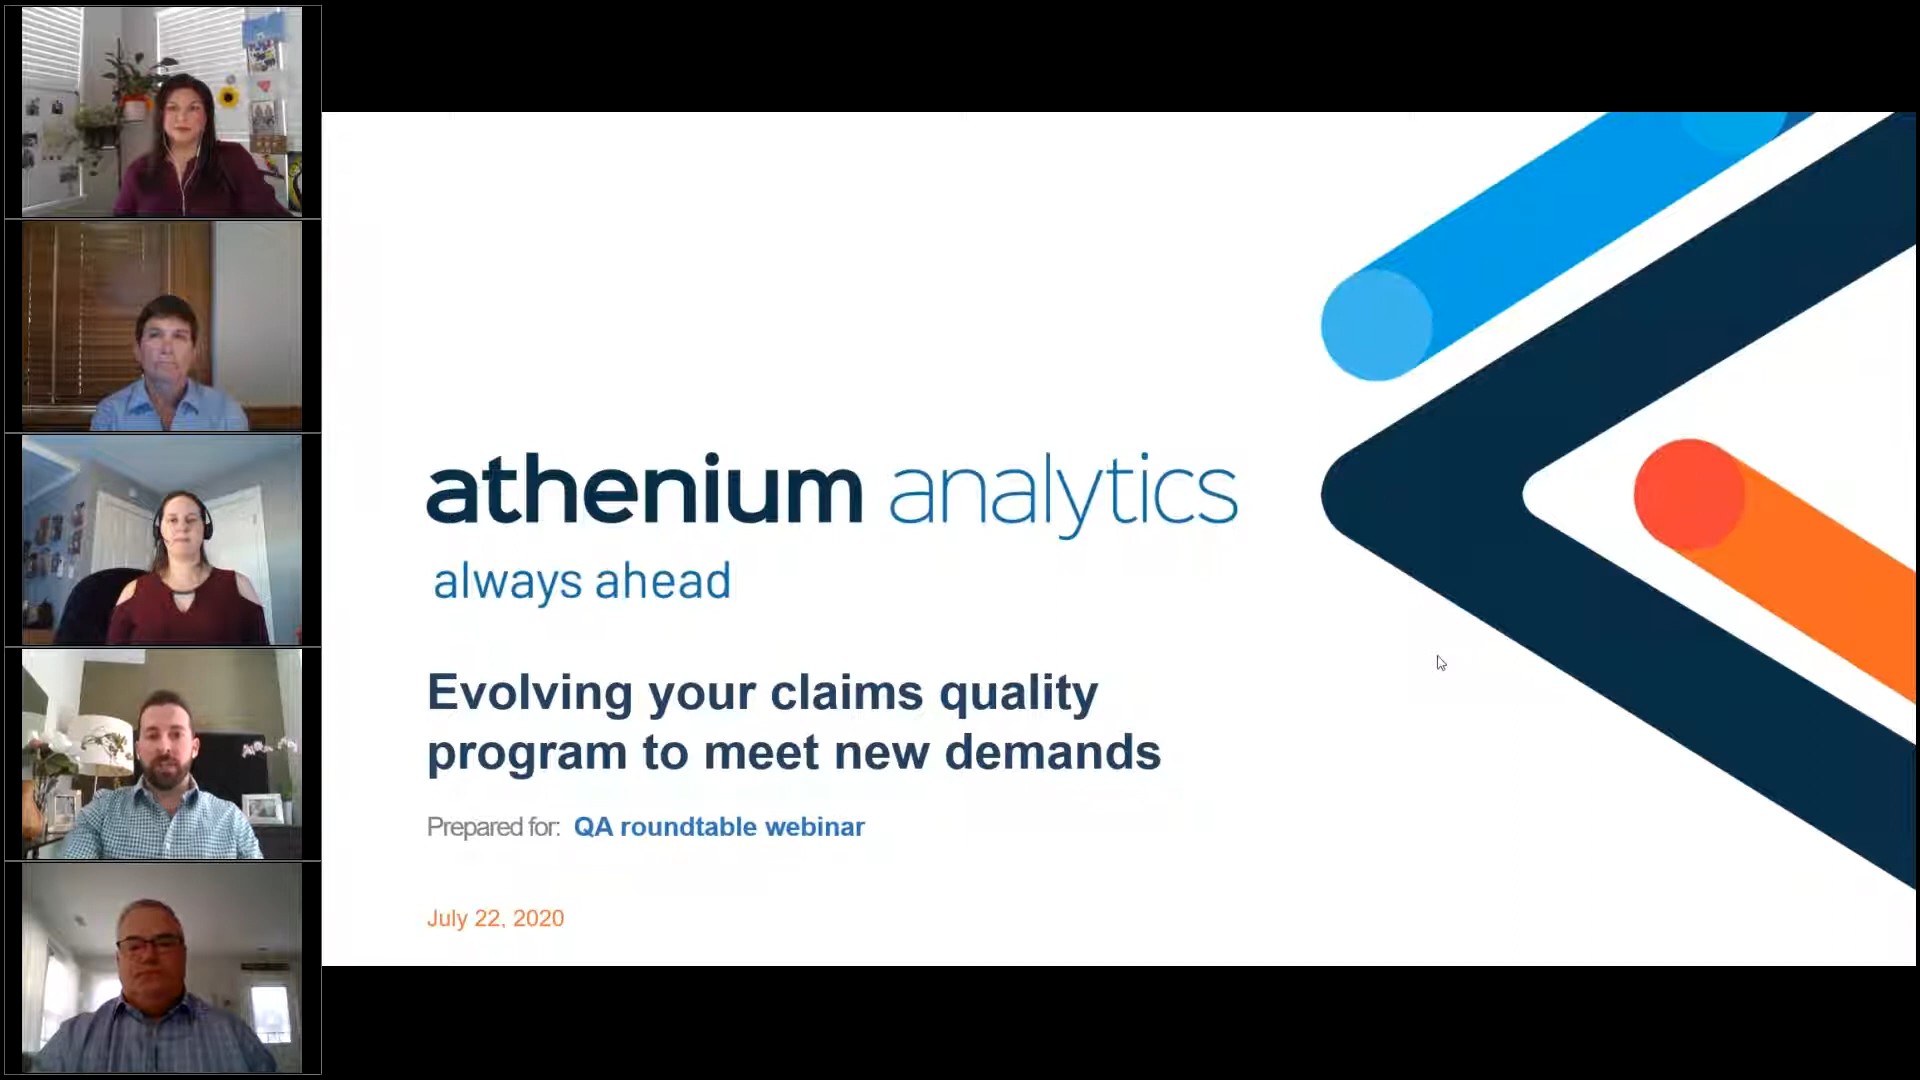 athenium analytics
always ahead
Evolving your claims quality
program to meet new demands
Prepared for: QA roundtable webinar
July 22, 2020